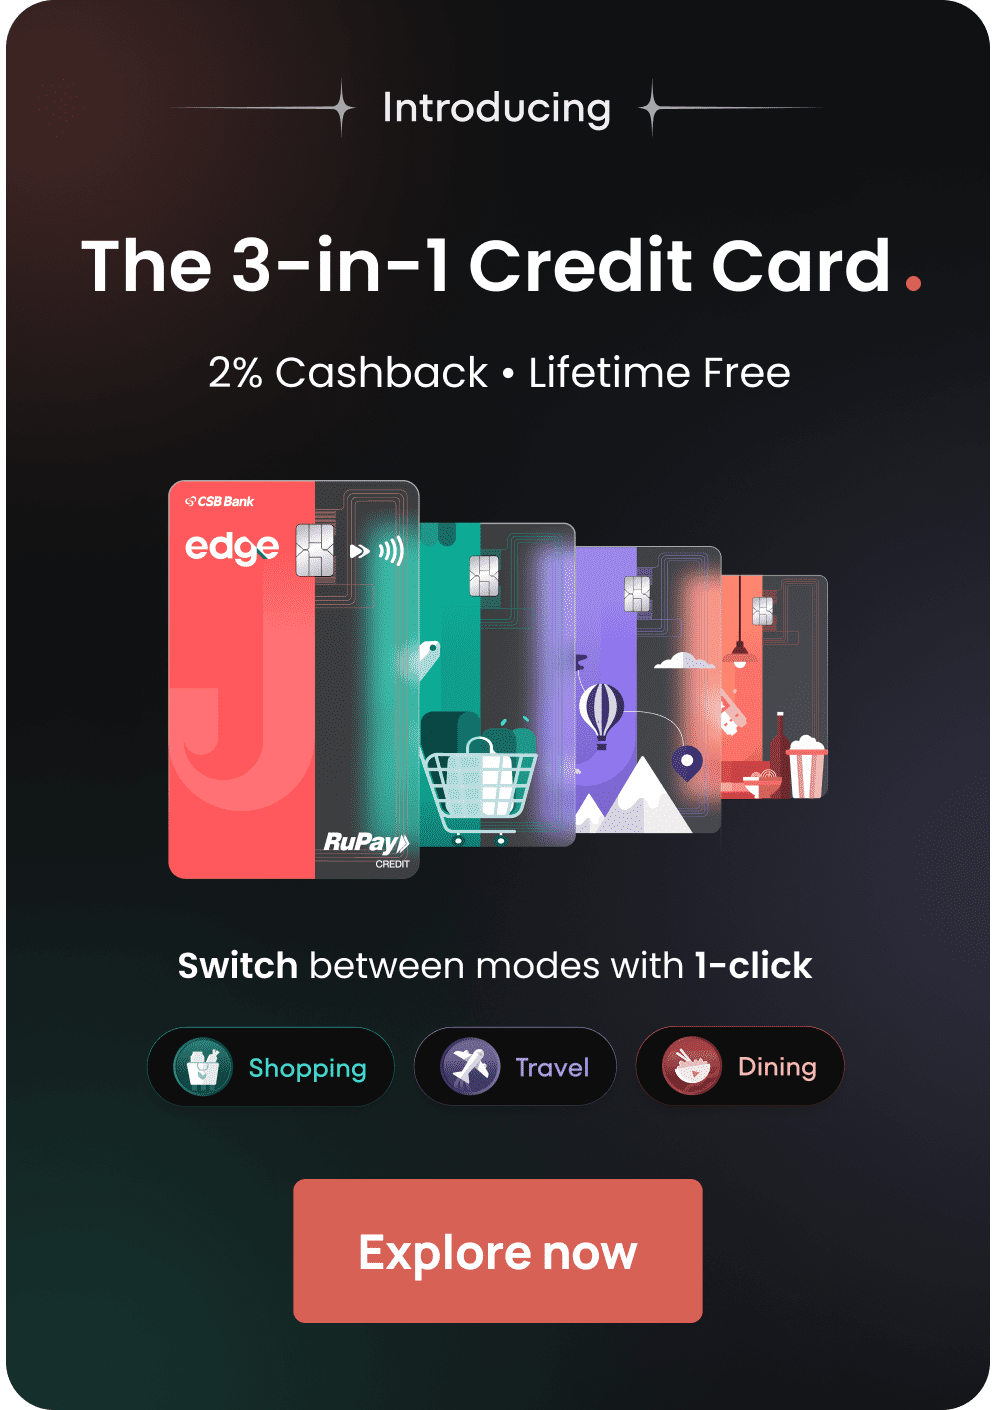 Introducing
The 3-in-1 Credit Card.
2% Cashback • Lifetime Free
CSB Bank
edge
RuPay
CREDIT
Switch between modes with 1-click
Shopping
Travel
Dining
Explore now